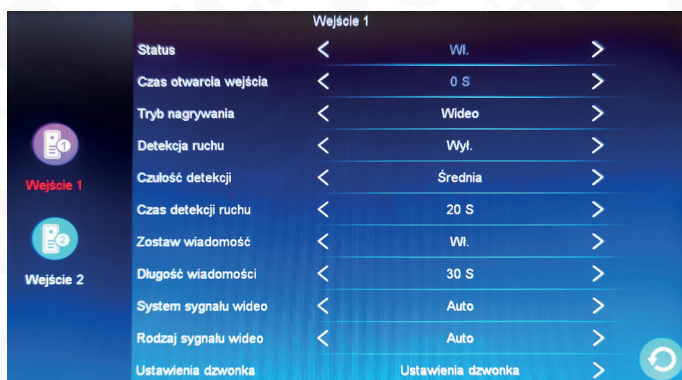 Wejście 1
Status < Wł. >
Czas otwarcia wejścia < 0 S >
Tryb nagrywania < Wideo >
Detekcja ruchu < Wył. >
Czułość detekcji < Średnia >
Czas detekcji ruchu < 20 S >
Zostaw wiadomość < Wł. >
Długość wiadomości < 30 S >
System sygnału wideo < Auto >
Rodzaj sygnału wideo < Auto >
Ustawienia dzwonka Ustawienia dzwonka >
1
Wejście 1
2
Wejście 2